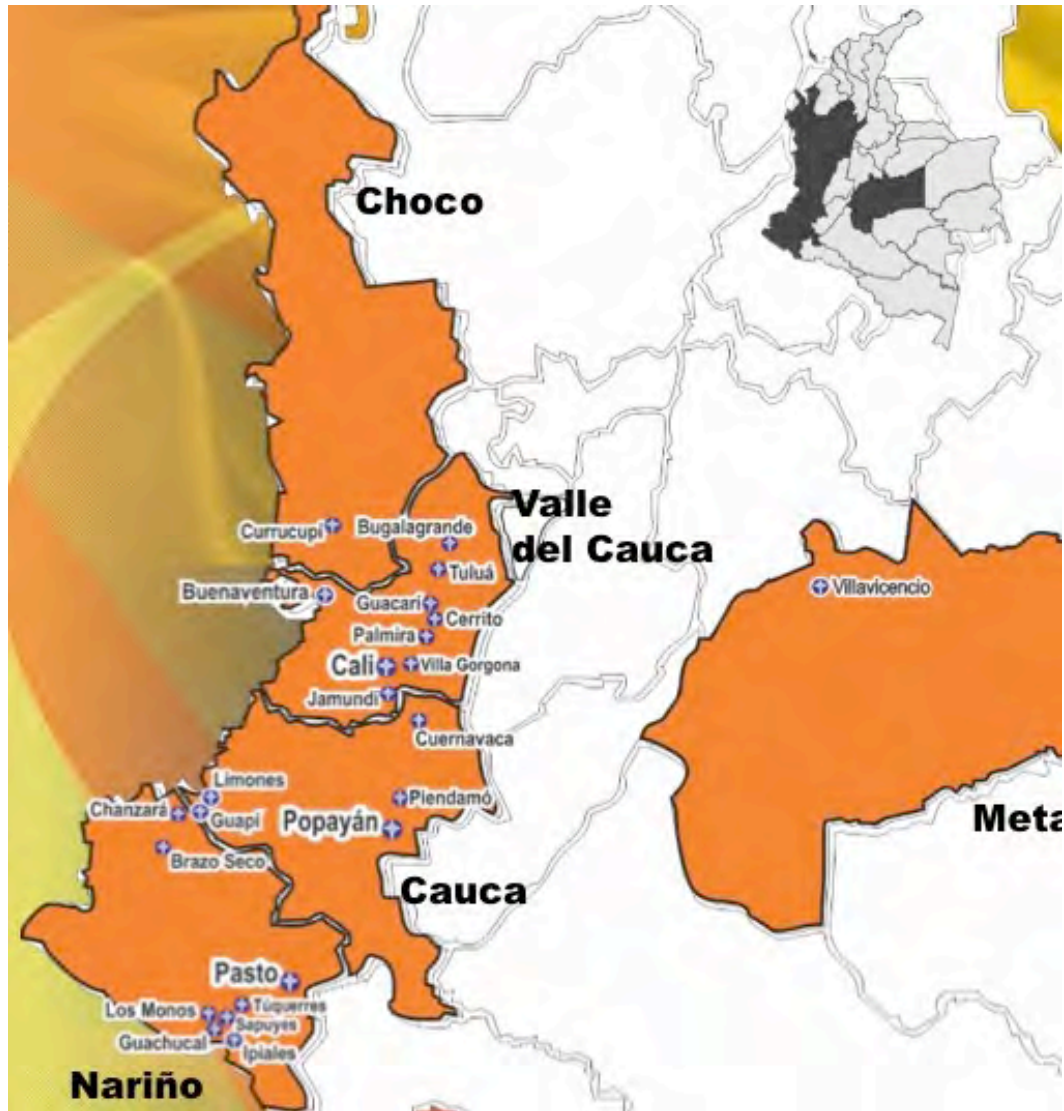 Choco
Valle
del Cauca
Currucupí
Bugalagrande
Tuluá
Buenaventura
Villavicencio
Guacarí
Cerrito
Palmira
Cali
Villa Gorgona
Jamundí
Cuernavaca
Limones
Piendamó
Chanzará
Guapí
Popayán
Meta
Brazo Seco
Cauca
Pasto
Túquerres
Los Monos
Sapuyés
Guachucal
Ipiales
Nariño